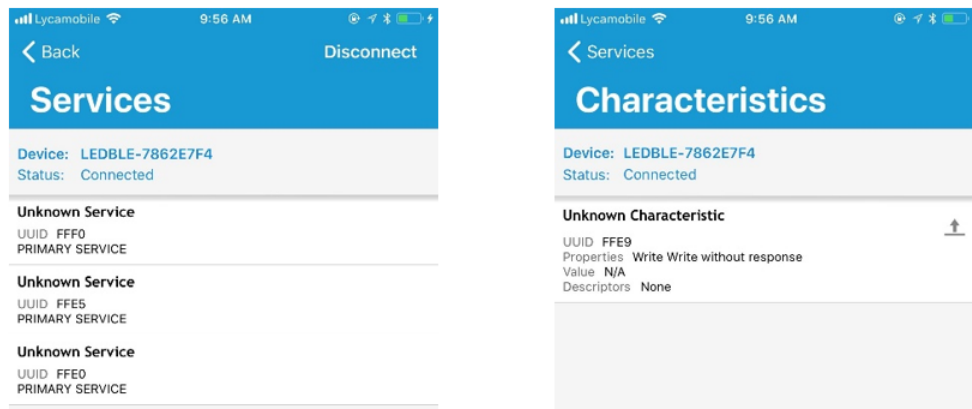 Lycamobile 9:56 AM
Back Disconnect
Services
Device: LEDBLE-7862E7F4
Status: Connected
Unknown Service
UUID FFF0
PRIMARY SERVICE
Unknown Service
UUID FFE5
PRIMARY SERVICE
Unknown Service
UUID FFE0
PRIMARY SERVICE
Lycamobile 9:56 AM
Services
Characteristics
Device: LEDBLE-7862E7F4
Status: Connected
Unknown Characteristic
UUID FFE9
Properties Write Write without response
Value N/A
Descriptors None